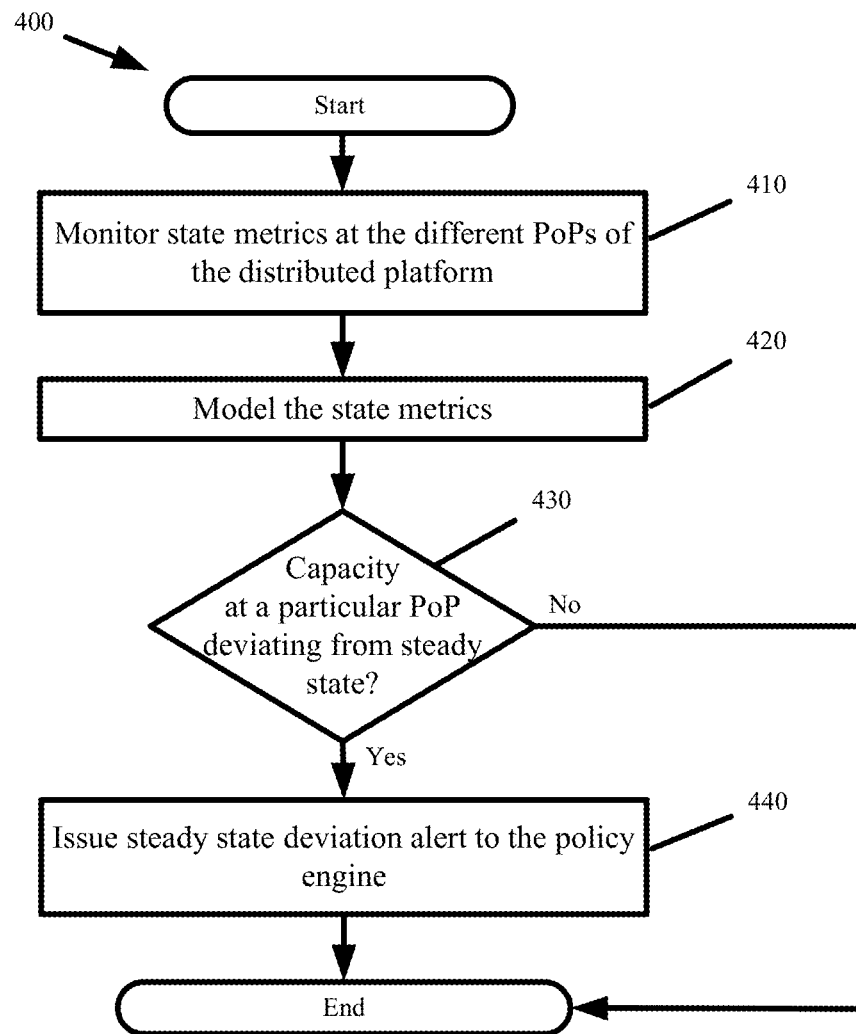 400
Start
410
Monitor state metrics at the different PoPs of
the distributed platform
420
Model the state metrics
430
Capacity
at a particular PoP
deviating from steady
state?
No
Yes
440
Issue steady state deviation alert to the policy
engine
End